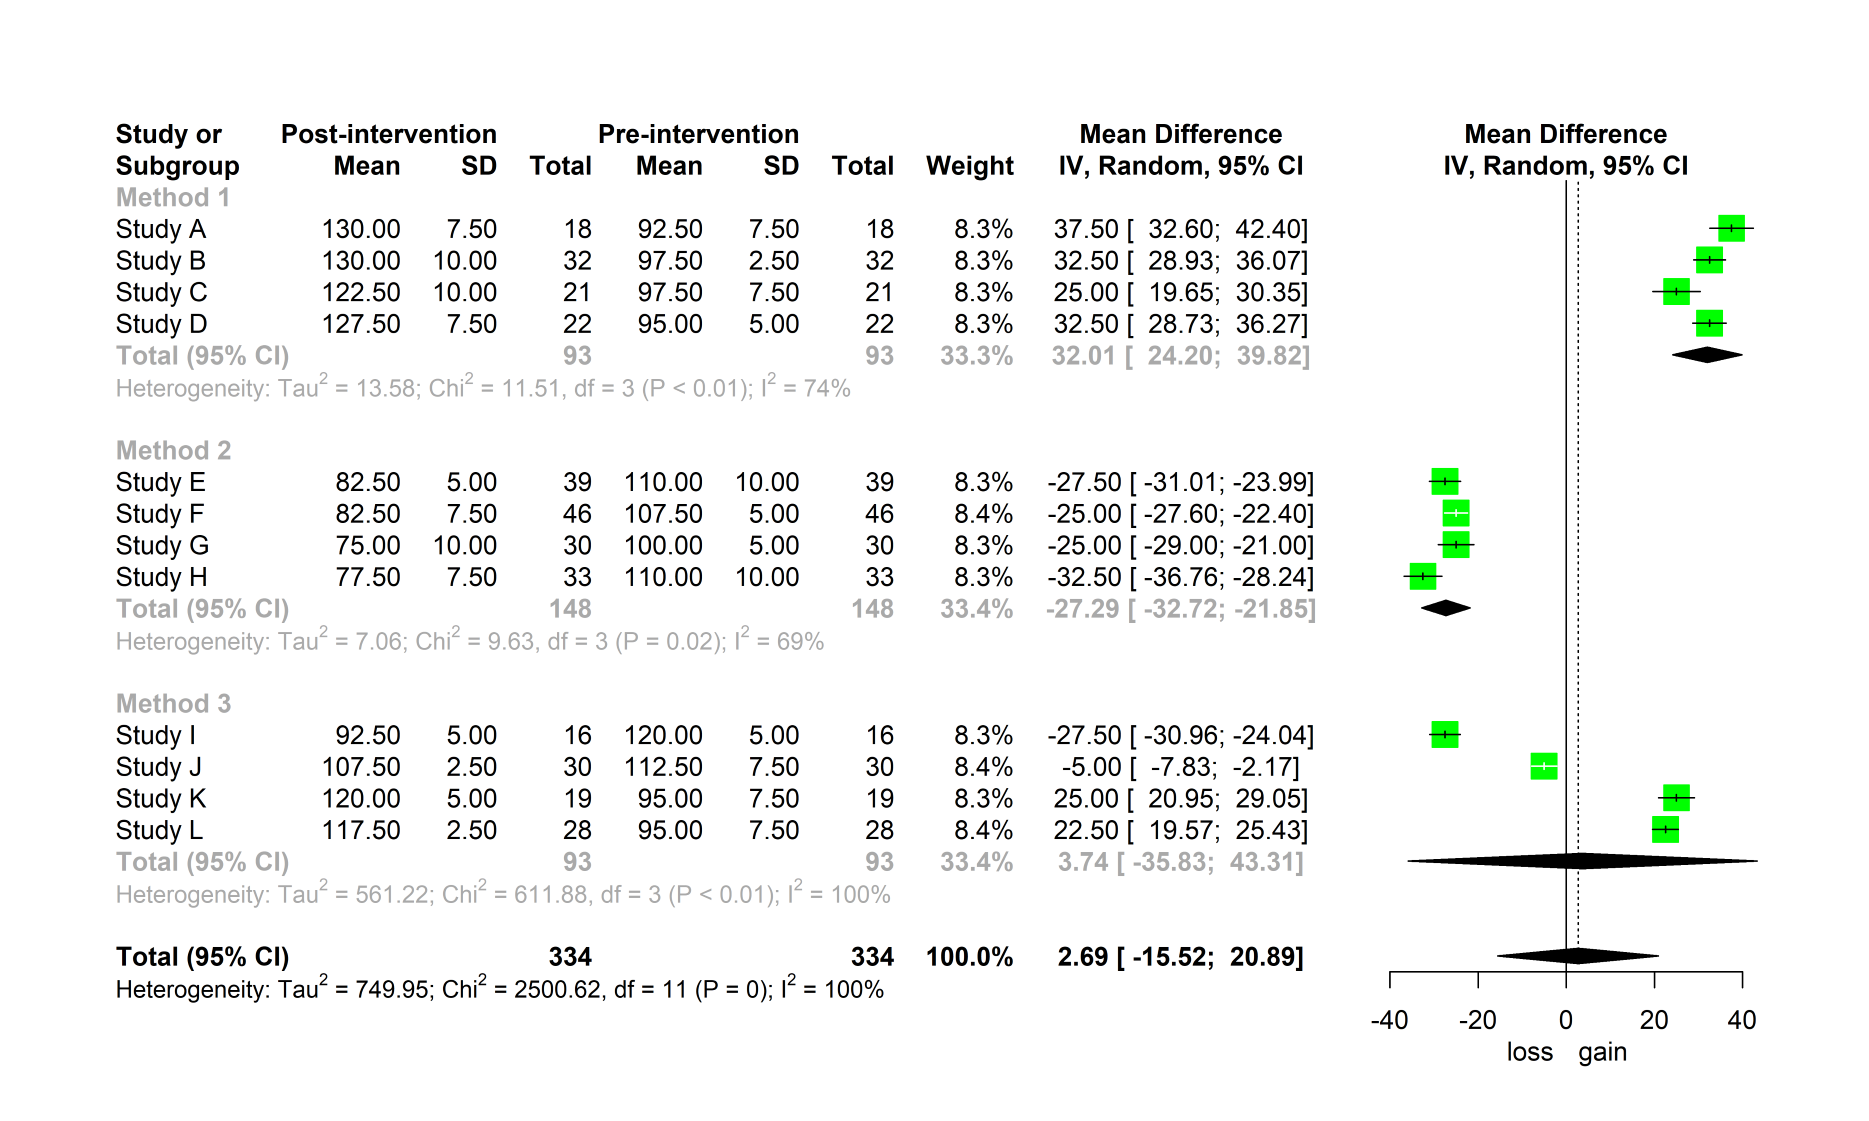 Study or Post-intervention Pre-intervention Mean Difference Mean Difference
Subgroup Mean SD Total Mean SD Total Weight IV, Random, 95% CI IV, Random, 95% CI
Method 1
Study A 130.00 7.50 18 92.50 7.50 18 8.3% 37.50 [ 32.60; 42.40]
Study B 130.00 10.00 32 97.50 2.50 32 8.3% 32.50 [ 28.93; 36.07]
Study C 122.50 10.00 21 97.50 7.50 21 8.3% 25.00 [ 19.65; 30.35]
Study D 127.50 7.50 22 95.00 5.00 22 8.3% 32.50 [ 28.73; 36.27]
Total (95% CI) 93 93 33.3% 32.01 [ 24.20; 39.82]
Heterogeneity: Tau² = 13.58; Chi² = 11.51, df = 3 (P < 0.01); I² = 74%
Method 2
Study E 82.50 5.00 39 110.00 10.00 39 8.3% -27.50 [ -31.01; -23.99]
Study F 82.50 7.50 46 107.50 5.00 46 8.4% -25.00 [ -27.60; -22.40]
Study G 75.00 10.00 30 100.00 5.00 30 8.3% -25.00 [ -29.00; -21.00]
Study H 77.50 7.50 33 110.00 10.00 33 8.3% -32.50 [ -36.76; -28.24]
Total (95% CI) 148 148 33.4% -27.29 [ -32.72; -21.85]
Heterogeneity: Tau² = 7.06; Chi² = 9.63, df = 3 (P = 0.02); I² = 69%
Method 3
Study I 92.50 5.00 16 120.00 5.00 16 8.3% -27.50 [ -30.96; -24.04]
Study J 107.50 2.50 30 112.50 7.50 30 8.4% -5.00 [ -7.83; -2.17]
Study K 120.00 5.00 19 95.00 7.50 19 8.3% 25.00 [ 20.95; 29.05]
Study L 117.50 2.50 28 95.00 7.50 28 8.4% 22.50 [ 19.57; 25.43]
Total (95% CI) 93 93 33.4% 3.74 [ -35.83; 43.31]
Heterogeneity: Tau² = 561.22; Chi² = 611.88, df = 3 (P < 0.01); I² = 100%
Total (95% CI) 334 334 100.0% 2.69 [ -15.52; 20.89]
Heterogeneity: Tau² = 749.95; Chi² = 2500.62, df = 11 (P = 0); I² = 100%
-40 -20 0 20 40
loss gain